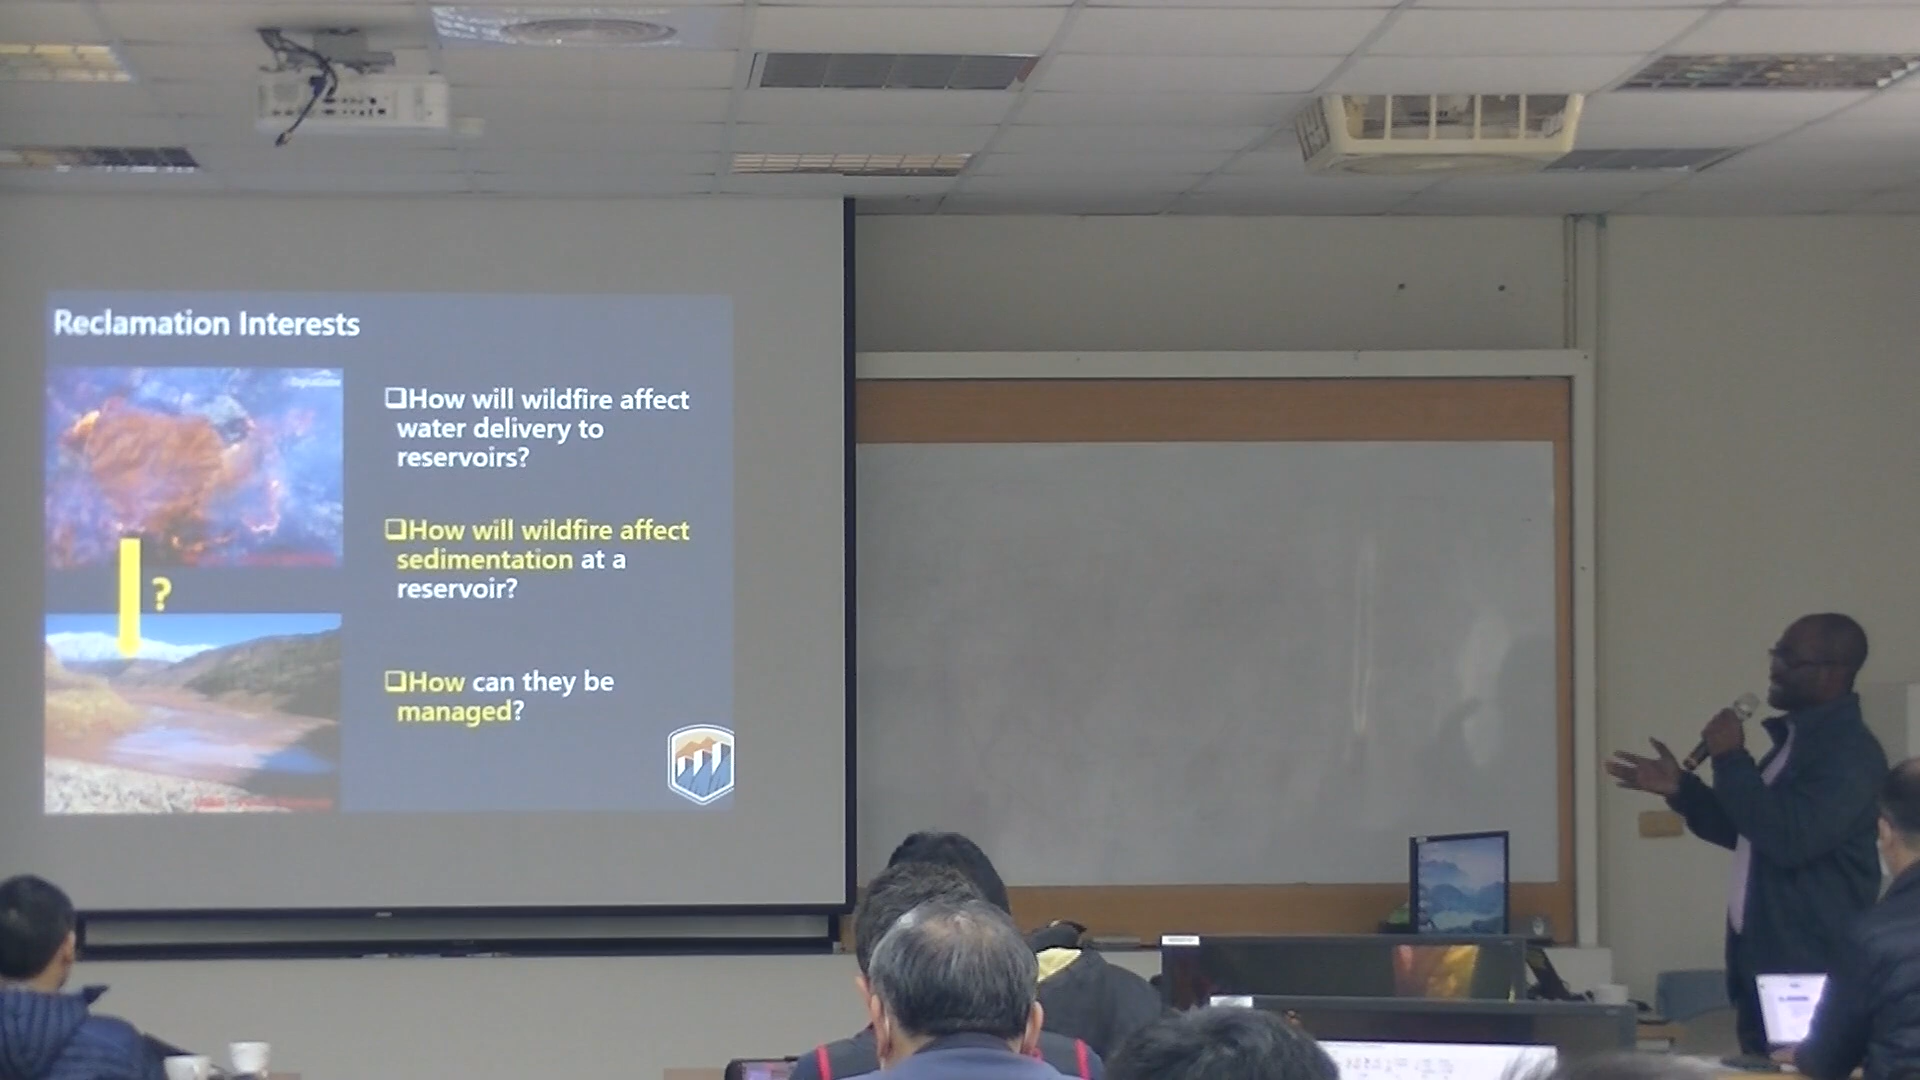 Reclamation Interests
❑How will wildfire affect
water delivery to
reservoirs?
❑How will wildfire affect
sedimentation at a
reservoir?
?
❑How can they be
managed?